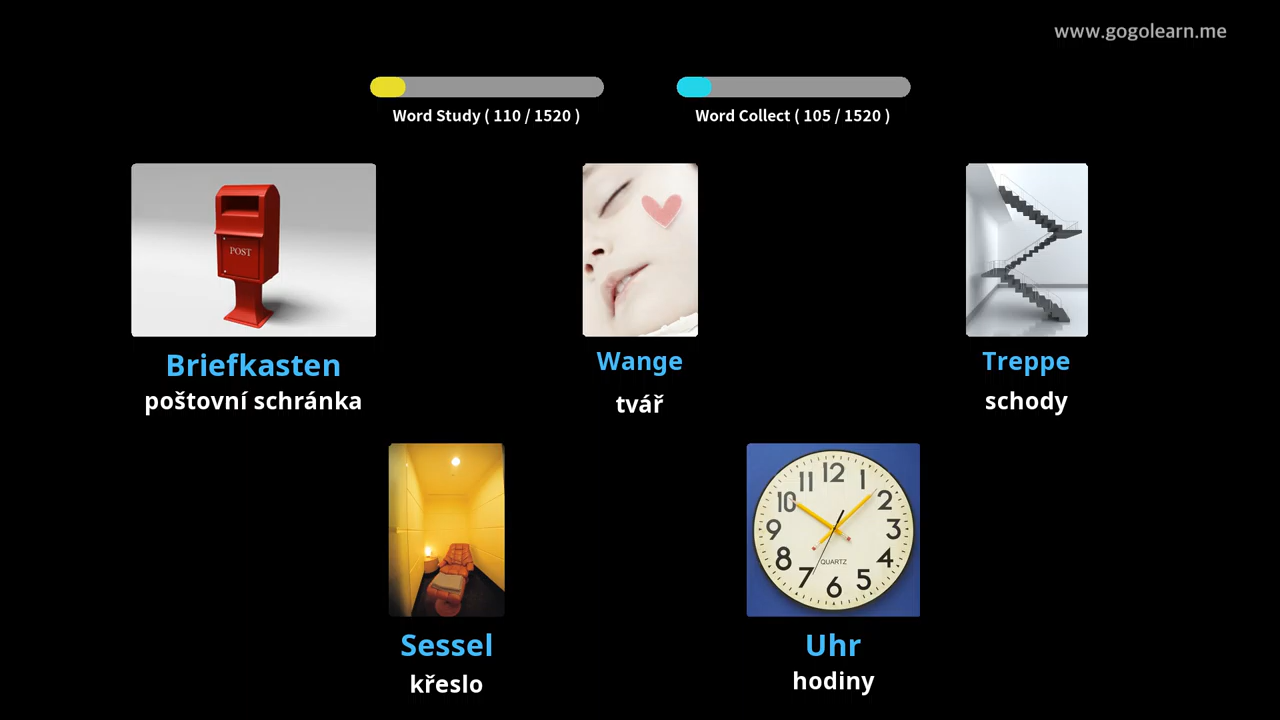 www.gogolearn.me
Word Study ( 110 / 1520 )
Word Collect ( 105 / 1520 )
POST
Briefkasten
poštovní schránka
Wange
tvář
Treppe
schody
12
11
1
10
2
9
3
8
4
QUARTZ
7
5
6
Sessel
křeslo
Uhr
hodiny